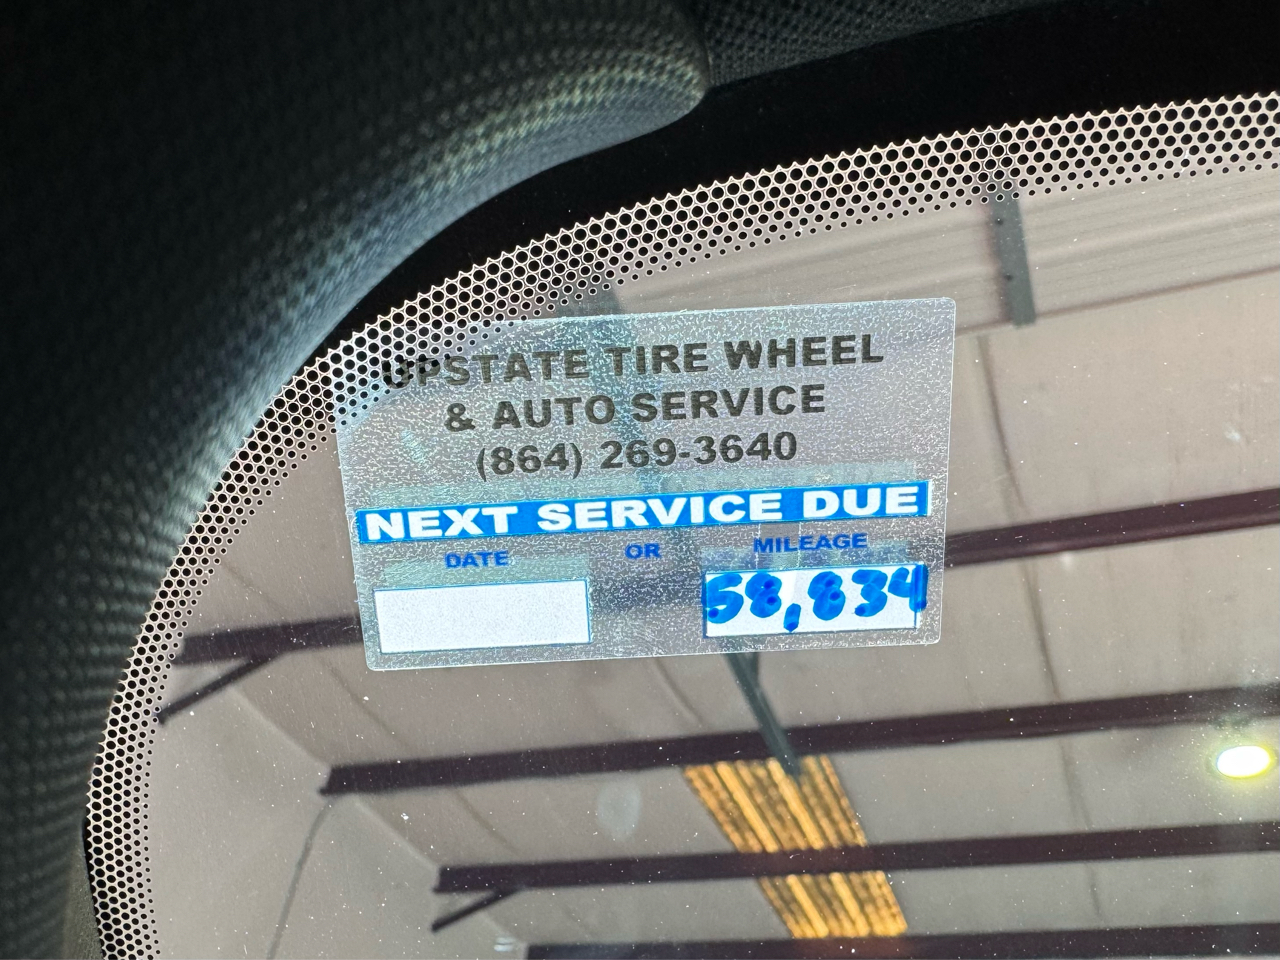 UPSTATE TIRE WHEEL
& AUTO SERVICE
(864) 269-3640
NEXT SERVICE DUE
DATE OR MILEAGE
58,834